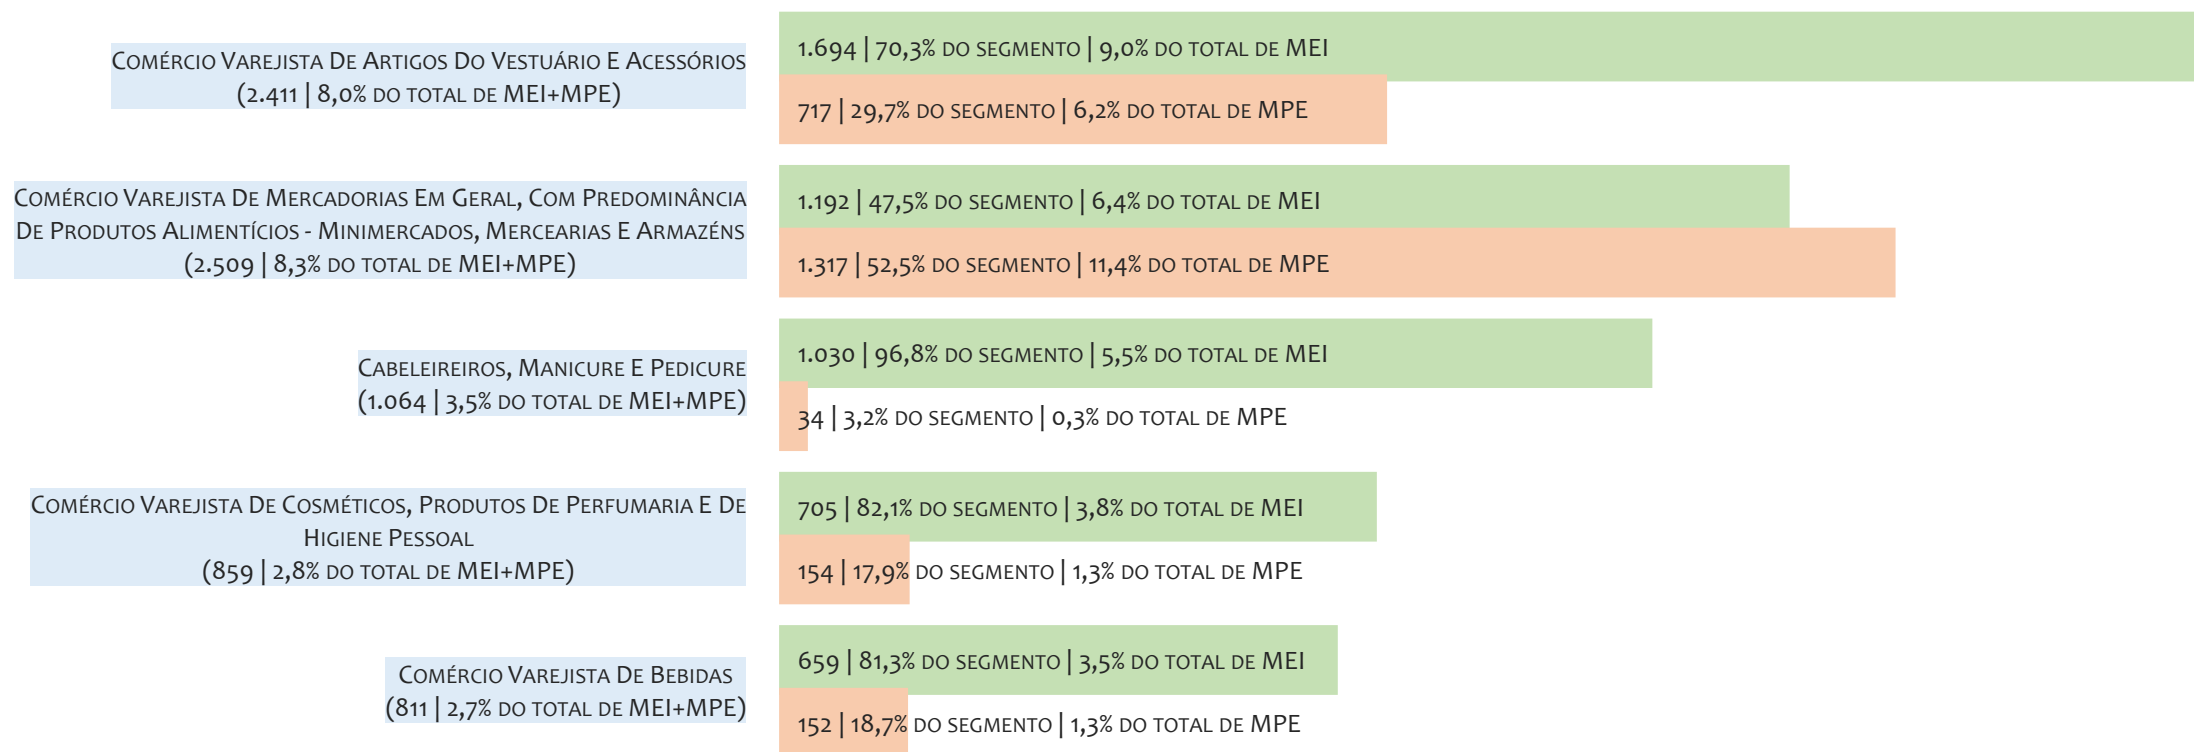 Comércio Varejista De Artigos Do Vestuário E Acessórios
(2.411 | 8,0% do total de MEI+MPE)
1.694 | 70,3% do segmento | 9,0% do total de MEI
717 | 29,7% do segmento | 6,2% do total de MPE
Comércio Varejista De Mercadorias Em Geral, Com Predominância
De Produtos Alimentícios - Minimercados, Mercearias E Armazéns
(2.509 | 8,3% do total de MEI+MPE)
1.192 | 47,5% do segmento | 6,4% do total de MEI
1.317 | 52,5% do segmento | 11,4% do total de MPE
Cabeleireiros, Manicure E Pedicure
(1.064 | 3,5% do total de MEI+MPE)
1.030 | 96,8% do segmento | 5,5% do total de MEI
34 | 3,2% do segmento | 0,3% do total de MPE
Comércio Varejista De Cosméticos, Produtos De Perfumaria E De
Higiene Pessoal
(859 | 2,8% do total de MEI+MPE)
705 | 82,1% do segmento | 3,8% do total de MEI
154 | 17,9% do segmento | 1,3% do total de MPE
Comércio Varejista De Bebidas
(811 | 2,7% do total de MEI+MPE)
659 | 81,3% do segmento | 3,5% do total de MEI
152 | 18,7% do segmento | 1,3% do total de MPE